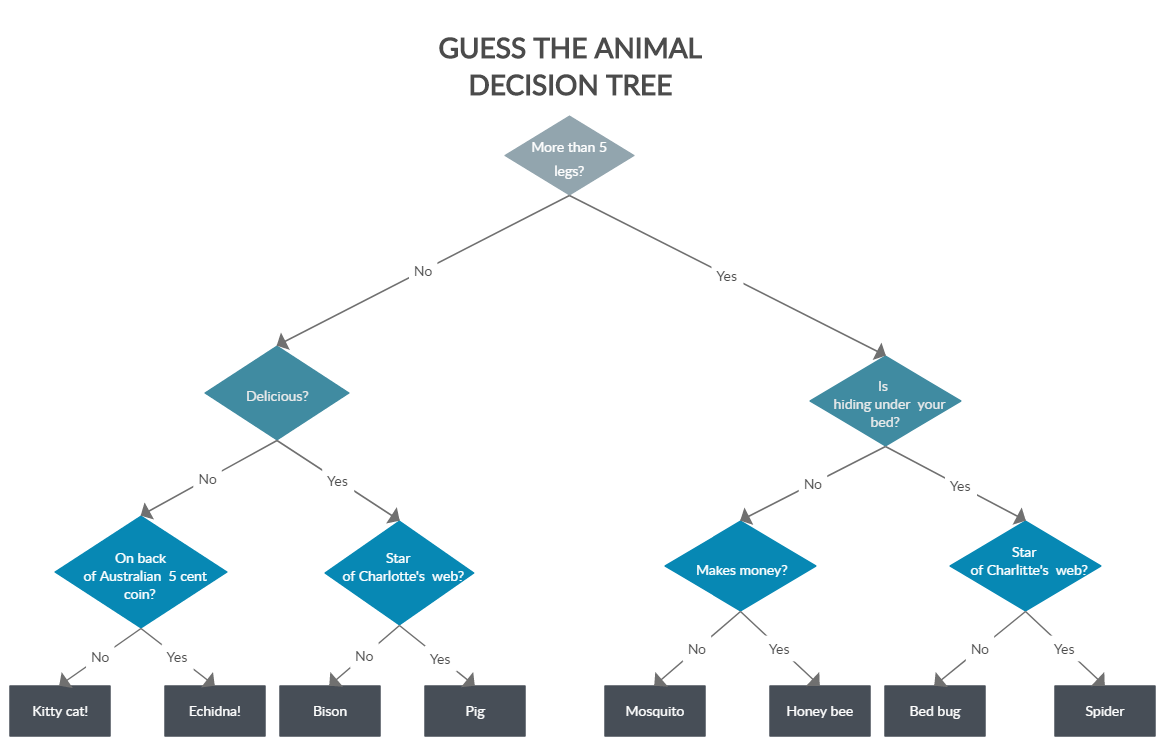 GUESS THE ANIMAL
DECISION TREE
More than 5
legs?
No
Yes
Delicious?
Is
hiding under your
bed?
No
Yes
No
Yes
On back
of Australian 5 cent
coin?
Star
of Charlotte's web?
Makes money?
Star
of Charlitte's web?
No
Yes
No
Yes
No
Yes
No
Yes
Kitty cat!
Echidna!
Bison
Pig
Mosquito
Honey bee
Bed bug
Spider